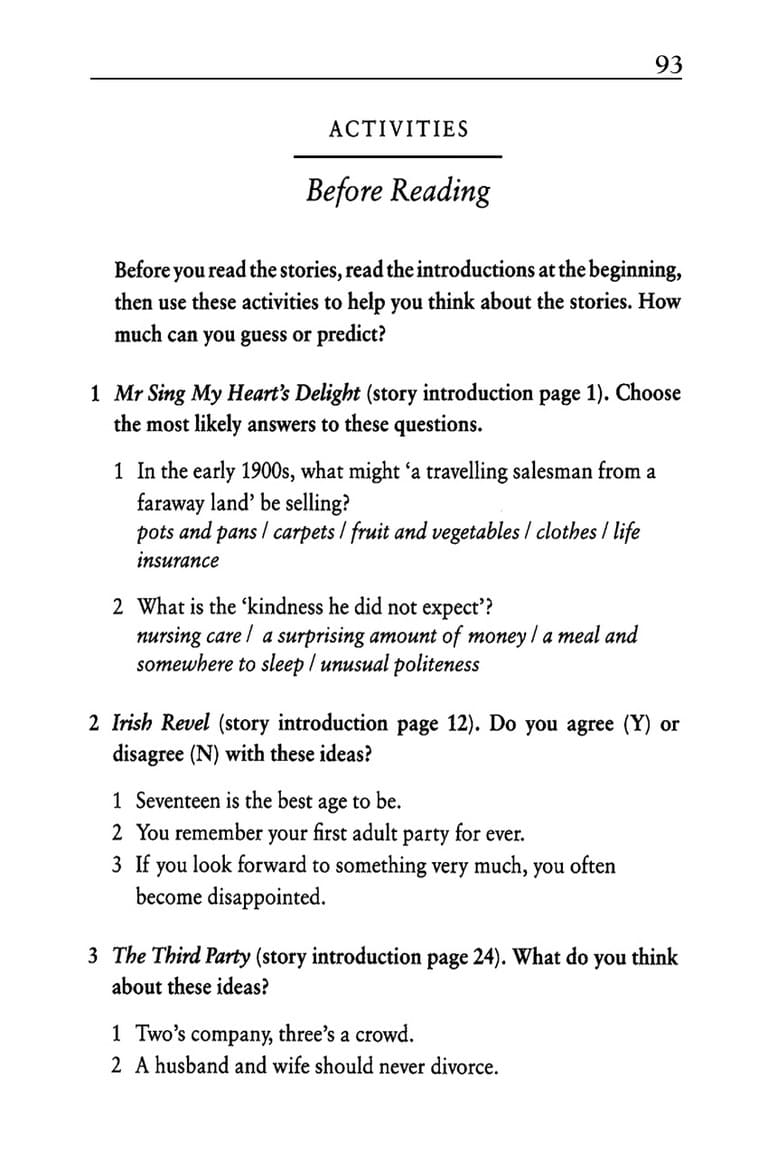 93
ACTIVITIES
Before Reading
Before you read the stories, read the introductions at the beginning,
then use these activities to help you think about the stories. How
much can you guess or predict?
1 Mr Sing My Heart's Delight (story introduction page 1). Choose
the most likely answers to these questions.
1 In the early 1900s, what might ‘a travelling salesman from a
faraway land’ be selling?
pots and pans / carpets / fruit and vegetables / clothes / life
insurance
2 What is the ‘kindness he did not expect’?
nursing care / a surprising amount of money / a meal and
somewhere to sleep / unusual politeness
2 Irish Revel (story introduction page 12). Do you agree (Y) or
disagree (N) with these ideas?
1 Seventeen is the best age to be.
2 You remember your first adult party for ever.
3 If you look forward to something very much, you often
become disappointed.
3 The Third Party (story introduction page 24). What do you think
about these ideas?
1 Two's company, three's a crowd.
2 A husband and wife should never divorce.